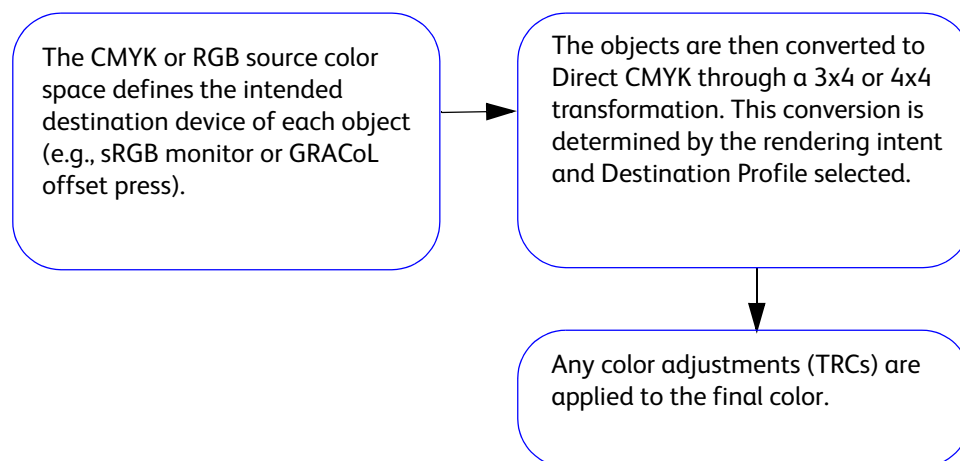 The CMYK or RGB source color
space defines the intended
destination device of each object
(e.g., sRGB monitor or GRACoL
offset press).
The objects are then converted to
Direct CMYK through a 3x4 or 4x4
transformation. This conversion is
determined by the rendering intent
and Destination Profile selected.
Any color adjustments (TRCs) are
applied to the final color.